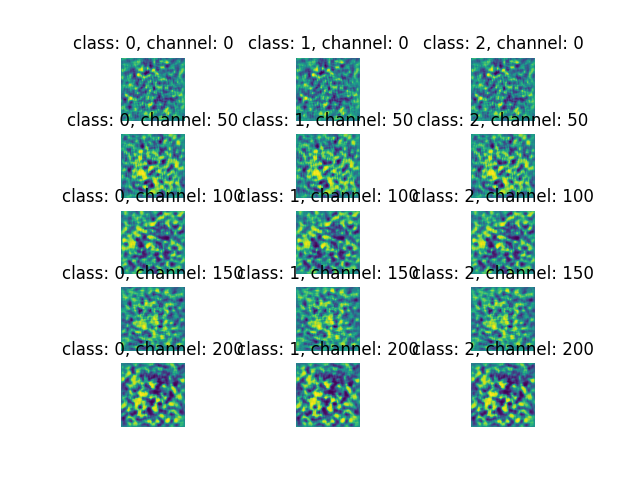 class: 0, channel: 0 class: 1, channel: 0 class: 2, channel: 0
class: 0, channel: 50 class: 1, channel: 50 class: 2, channel: 50
class: 0, channel: 100 class: 1, channel: 100 class: 2, channel: 100
class: 0, channel: 150 class: 1, channel: 150 class: 2, channel: 150
class: 0, channel: 200 class: 1, channel: 200 class: 2, channel: 200